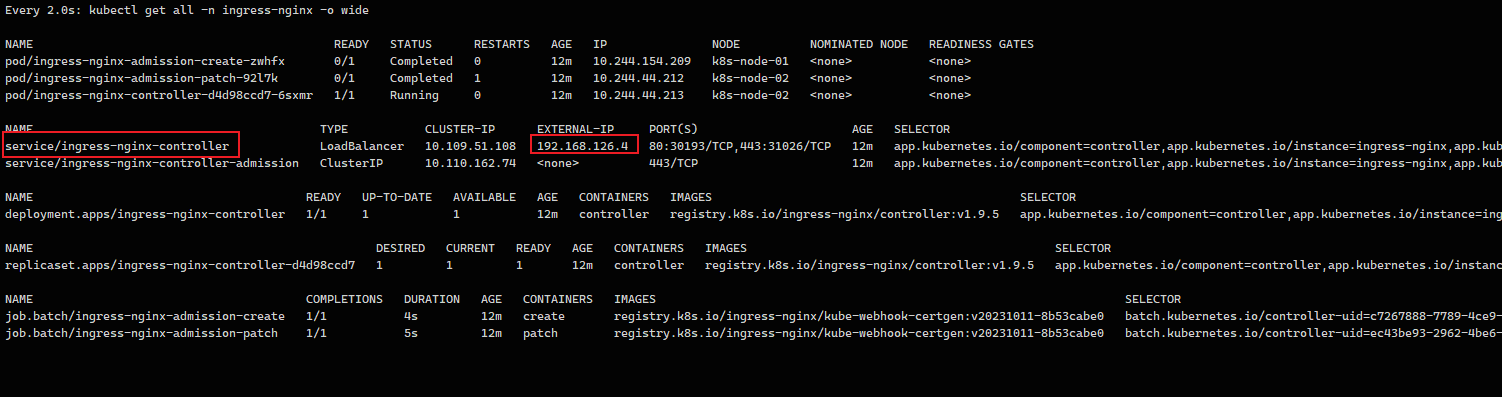 Every 2.0s: kubectl get all -n ingress-nginx -o wide
NAME READY STATUS RESTARTS AGE IP NODE NOMINATED NODE READINESS GATES
pod/ingress-nginx-admission-create-zwhfx 0/1 Completed 0 12m 10.244.154.209 k8s-node-01 <none> <none>
pod/ingress-nginx-admission-patch-92l7k 0/1 Completed 1 12m 10.244.44.212 k8s-node-02 <none> <none>
pod/ingress-nginx-controller-d4d98ccd7-6sxmr 1/1 Running 0 12m 10.244.44.213 k8s-node-02 <none> <none>
NAME TYPE CLUSTER-IP EXTERNAL-IP PORT(S) AGE SELECTOR
service/ingress-nginx-controller LoadBalancer 10.109.51.108 192.168.126.4 80:30193/TCP,443:31026/TCP 12m app.kubernetes.io/component=controller,app.kubernetes.io/instance=ingress-nginx,app.kub
service/ingress-nginx-controller-admission ClusterIP 10.110.162.74 <none> 443/TCP 12m app.kubernetes.io/component=controller,app.kubernetes.io/instance=ingress-nginx,app.kub
NAME READY UP-TO-DATE AVAILABLE AGE CONTAINERS IMAGES SELECTOR
deployment.apps/ingress-nginx-controller 1/1 1 1 12m controller registry.k8s.io/ingress-nginx/controller:v1.9.5 app.kubernetes.io/component=controller,app.kubernetes.io/instance=ing
NAME DESIRED CURRENT READY AGE CONTAINERS IMAGES SELECTOR
replicaset.apps/ingress-nginx-controller-d4d98ccd7 1 1 1 12m controller registry.k8s.io/ingress-nginx/controller:v1.9.5 app.kubernetes.io/component=controller,app.kubernetes.io/instanc
NAME COMPLETIONS DURATION AGE CONTAINERS IMAGES SELECTOR
job.batch/ingress-nginx-admission-create 1/1 4s 12m create registry.k8s.io/ingress-nginx/kube-webhook-certgen:v20231011-8b53cabe0 batch.kubernetes.io/controller-uid=c7267888-7789-4ce9-
job.batch/ingress-nginx-admission-patch 1/1 5s 12m patch registry.k8s.io/ingress-nginx/kube-webhook-certgen:v20231011-8b53cabe0 batch.kubernetes.io/controller-uid=ec43be93-2962-4be6-